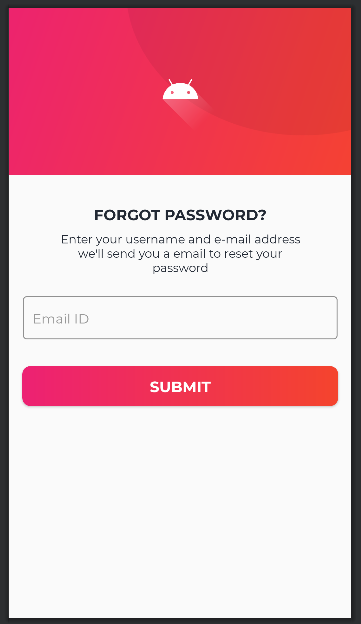 FORGOT PASSWORD?
Enter your username and e-mail address
we'll send you a email to reset your
password
Email ID
SUBMIT